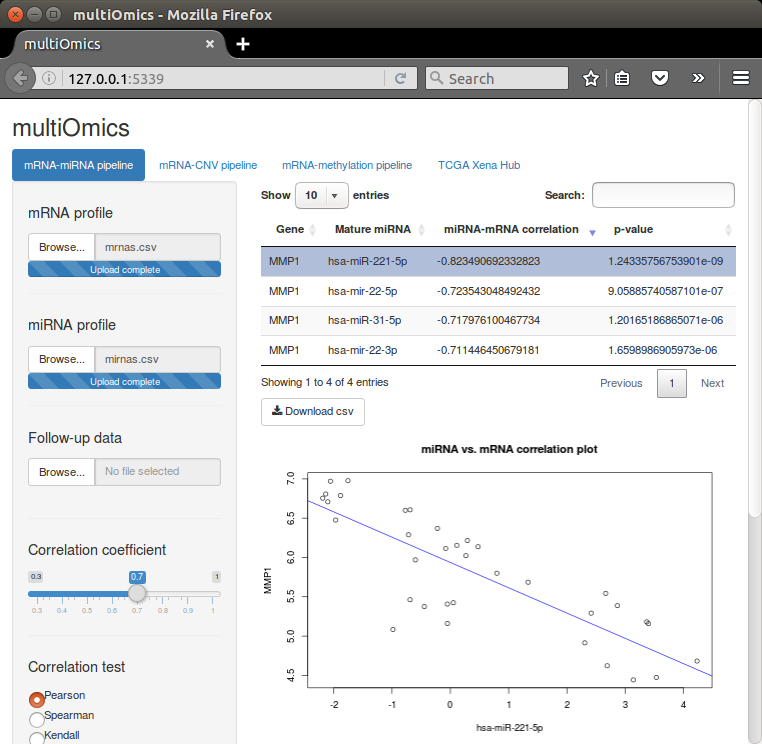 multiOmics - Mozilla Firefox
multiOmics
127.0.0.1:5339
Search
multiOmics
mRNA-miRNA pipeline mRNA-CNV pipeline mRNA-methylation pipeline TCGA Xena Hub
mRNA profile
Browse... mrnas.csv
Upload complete
miRNA profile
Browse... mirnas.csv
Upload complete
Follow-up data
Browse... No file selected
Correlation coefficient
0.3 0.7 1
0.3 0.4 0.5 0.6 0.7 0.8 0.9 1
Correlation test
Pearson
Spearman
Kendall
Show 10 entries Search:
Gene Mature miRNA miRNA-mRNA correlation p-value
MMP1 hsa-miR-221-5p -0.823490692332823 1.24335756753901e-09
MMP1 hsa-mir-22-5p -0.723543048492432 9.05885740587101e-07
MMP1 hsa-miR-31-5p -0.717976100467734 1.20165186865071e-06
MMP1 hsa-mir-22-3p -0.711446450679181 1.6598986905973e-06
Showing 1 to 4 of 4 entries Previous 1 Next
Download csv
miRNA vs. mRNA correlation plot
7.0
6.5
6.0
5.5
5.0
4.5
MMP1
-2 -1 0 1 2 3 4
hsa-miR-221-5p